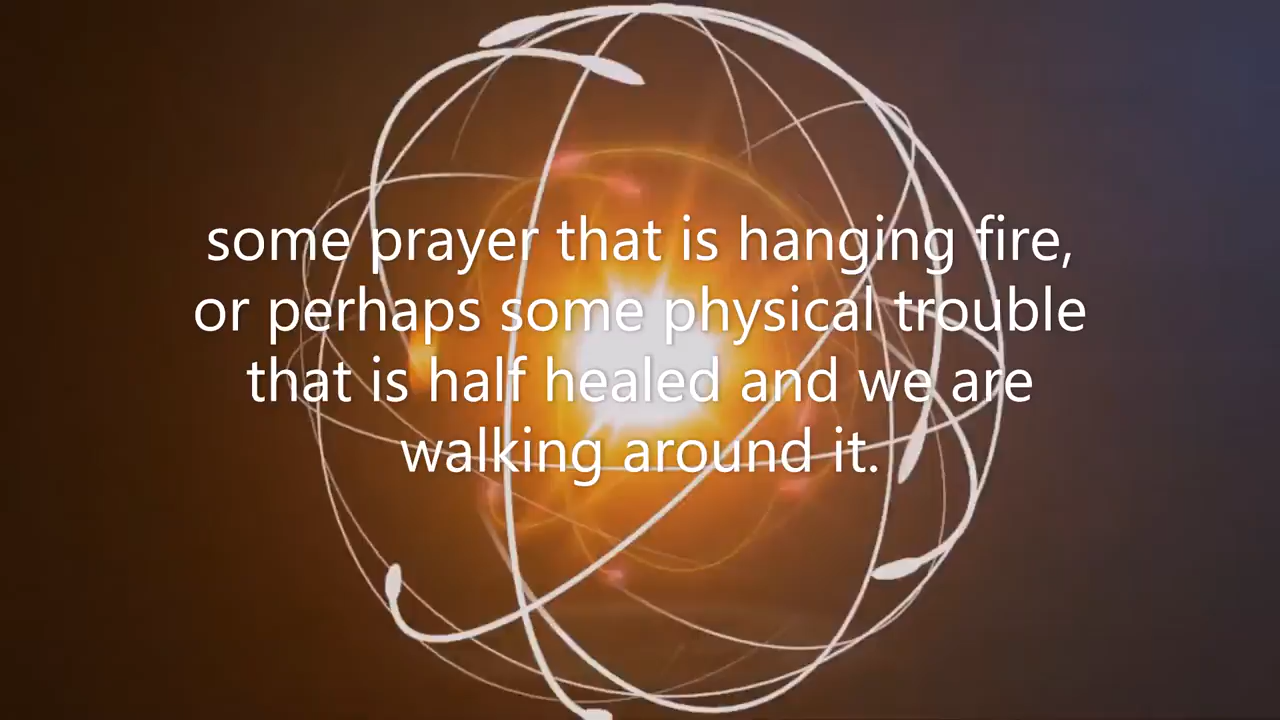 some prayer that is hanging fire,
or perhaps some physical trouble
that is half healed and we are
walking around it.